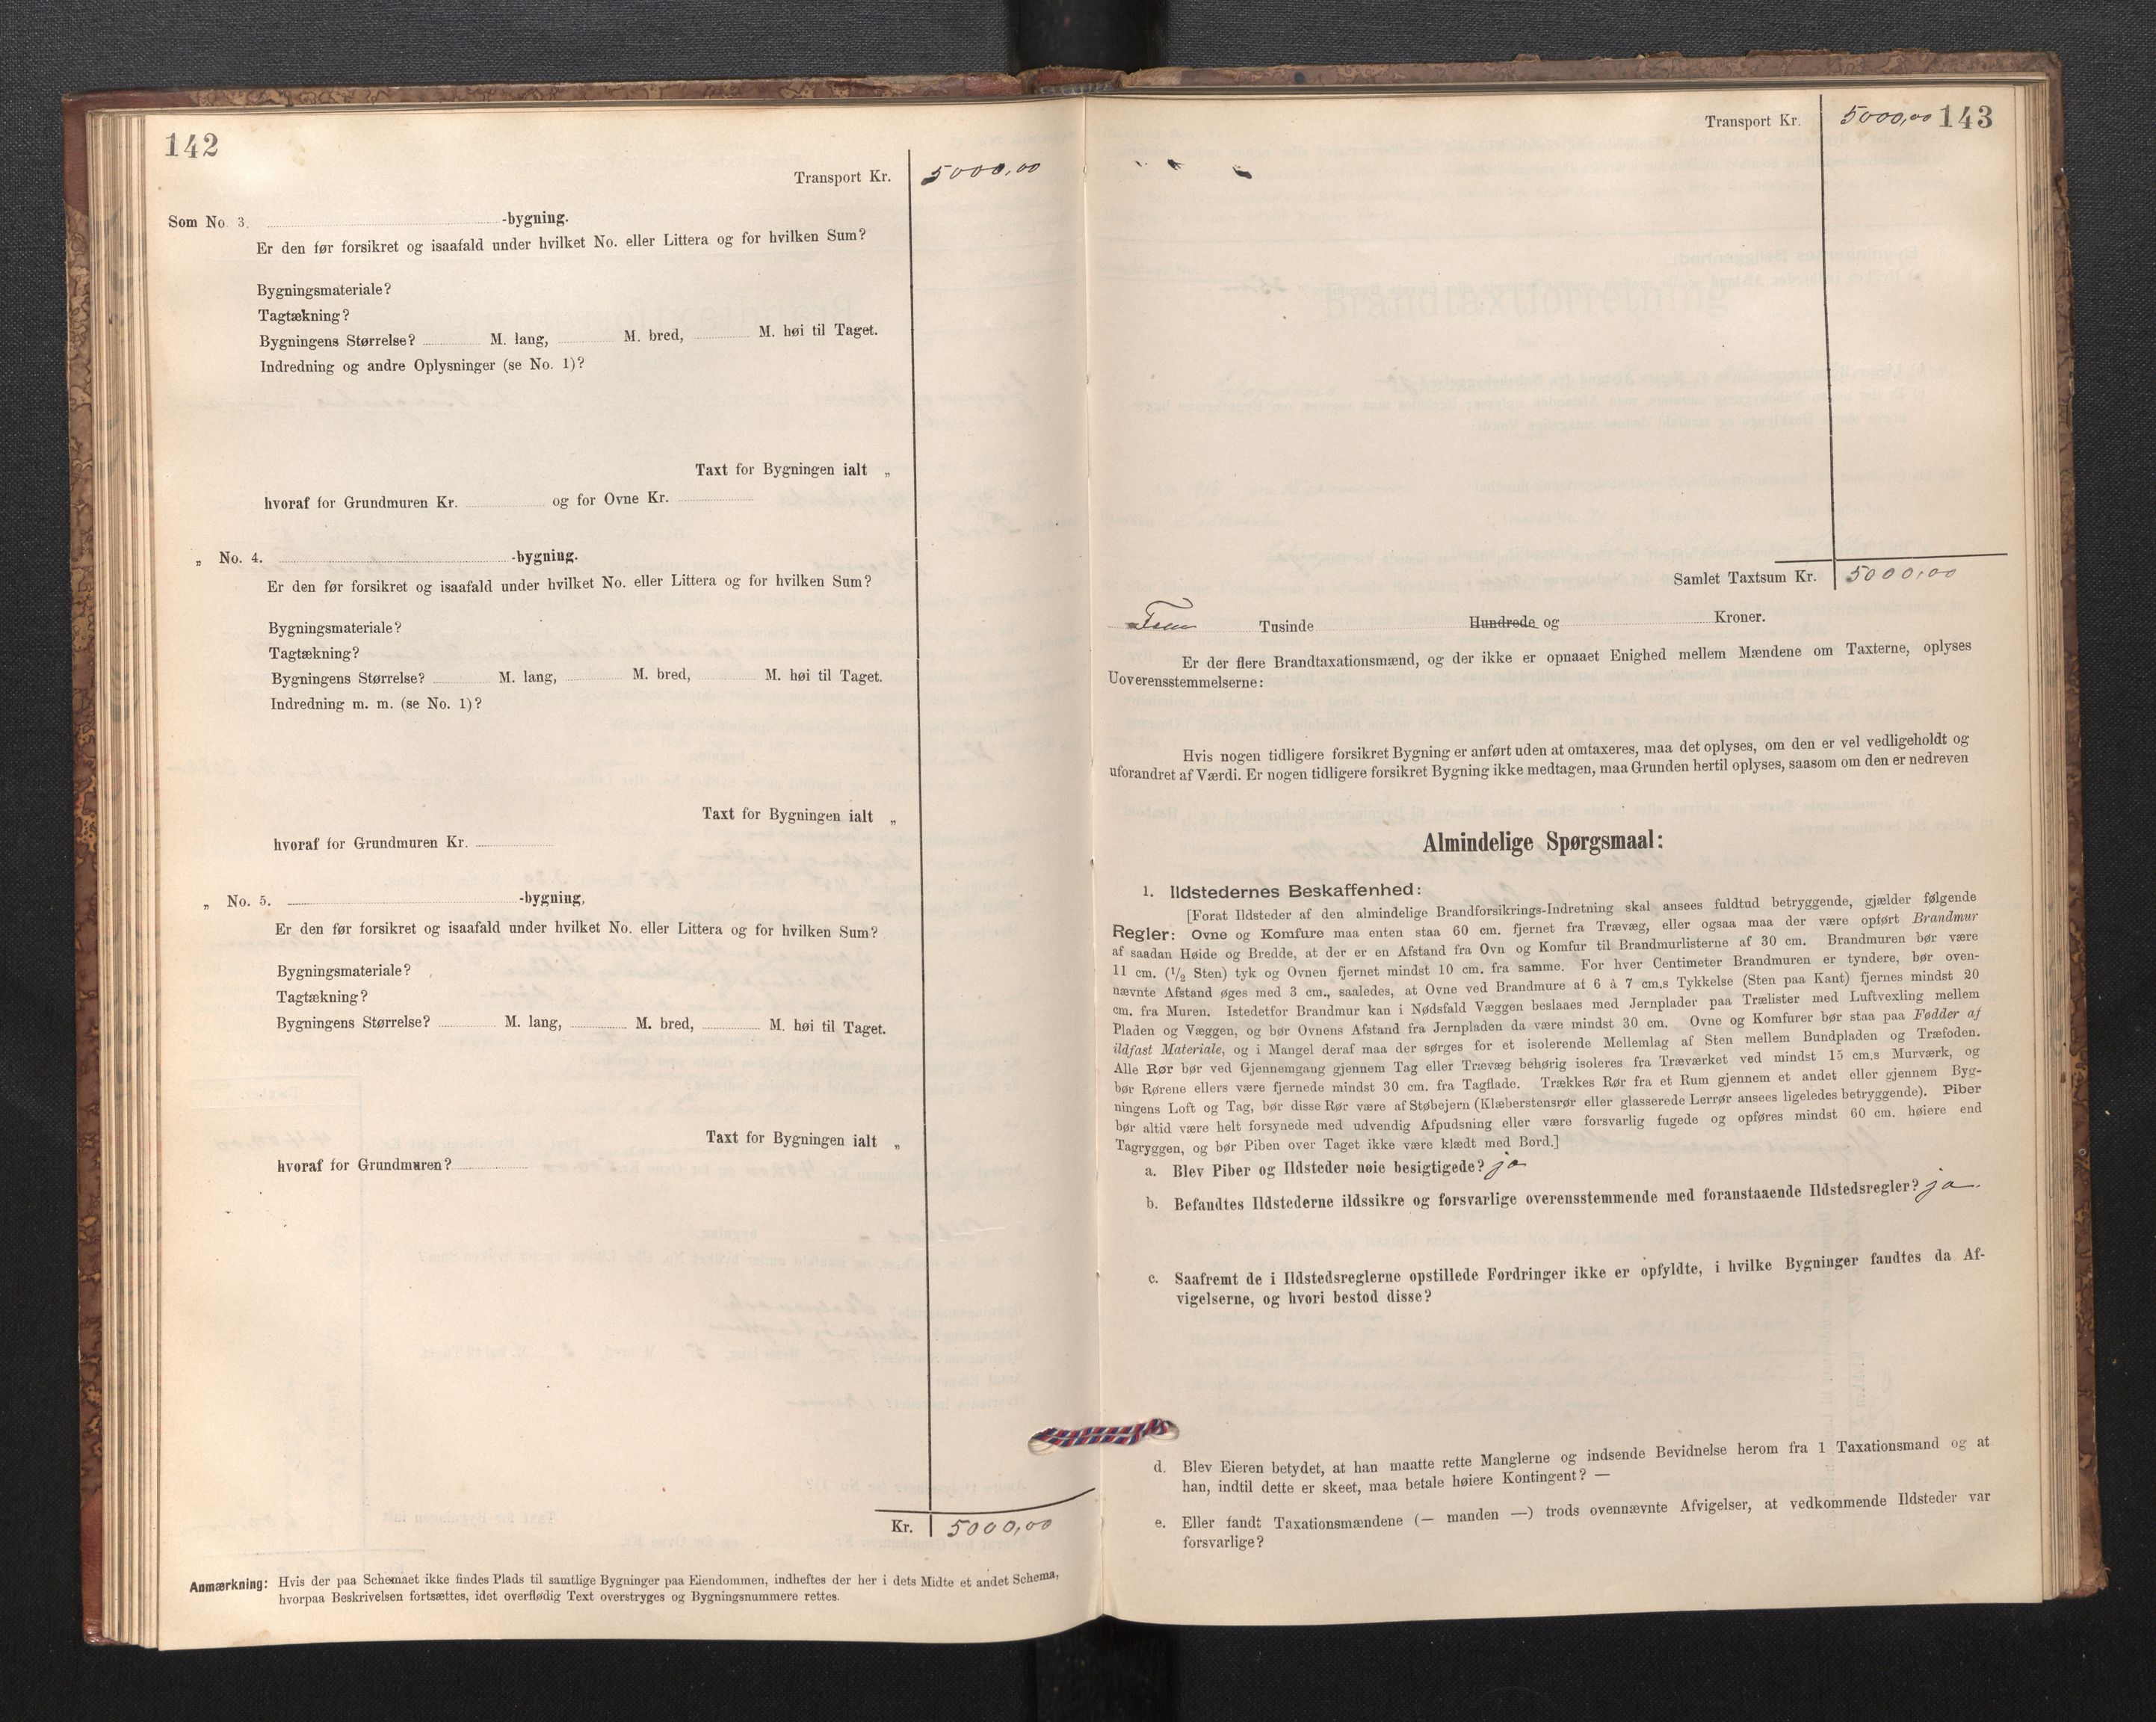 142
Transport Kr. 5000,00
Som No 3. -bygning.
Er den før forsikret og isaafald under hvilket No. eller Littera og for hvilken Sum?
Bygningsmateriale?
Tagtækning?
Bygningens Størrelse? M. lang, M. bred, M. høi til Taget.
Indredning og andre Oplysninger (se No. 1)?
Taxt for Bygningen ialt „
hvoraf for Grundmuren Kr. og for Ovne Kr.
„ No. 4. -bygning.
Er den før forsikret og isaafald under hvilket No. eller Littera og for hvilken Sum?
Bygningsmateriale?
Tagtækning?
Bygningens Størrelse? M. lang, M. bred, M. høi til Taget.
Indredning m. m. (se No. 1)?
Taxt for Bygningen ialt „
hvoraf for Grundmuren Kr.
„ No. 5. -bygning,
Er den før forsikret og isaafald under hvilket No. eller Littera og for hvilken Sum?
Bygningsmateriale?
Tagtækning?
Bygningens Størrelse? M. lang, M. bred, M. høi til Taget.
Taxt for Bygningen ialt „
hvoraf for Grundmuren?
Kr. 5000,00
Anmærkning: Hvis der paa Schemaet ikke findes Plads til samtlige Bygninger paa Eiendommen, indheftes der her i dets Midte et andet Schema,
hvorpaa Beskrivelsen fortsættes, idet overflødig Text overstryges og Bygningsnummere rettes.
Transport Kr. 5000,00 143
Samlet Taxtsum Kr. 5000,00
Fem Tusinde Hundrede og Kroner.
Er der flere Brandtaxationsmænd, og der ikke er opnaaet Enighed mellem Mændene om Taxterne, oplyses
Uoverensstemmelserne:
Hvis nogen tidligere forsikret Bygning er anført uden at omtaxeres, maa det oplyses, om den er vel vedligeholdt og
uforandret af Værdi. Er nogen tidligere forsikret Bygning ikke medtagen, maa Grunden hertil oplyses, saasom om den er nedreven
Almindelige Spørgsmaal:
1. Ildstedernes Beskaffenhed:
[Forat Ildsteder af den almindelige Brandforsikrings-Indretning skal ansees fuldtud betryggende, gjælder følgende
Regler: Ovne og Komfure maa enten staa 60 cm. fjernet fra Trævæg, eller ogsaa maa der være opført Brandmur
af saadan Høide og Bredde, at der er en Afstand fra Ovn og Komfur til Brandmurlisterne af 30 cm. Brandmuren bør være
11 cm. (1/2 Sten) tyk og Ovnen fjernet mindst 10 cm. fra samme. For hver Centimeter Brandmuren er tyndere, bør oven-
nævnte Afstand øges med 3 cm., saaledes, at Ovne ved Brandmure af 6 à 7 cm.s Tykkelse (Sten paa Kant) fjernes mindst 20
cm. fra Muren. Istedetfor Brandmur kan i Nødsfald Væggen beslaaes med Jernplader paa Trælister med Luftvexling mellem
Pladen og Væggen, og bør Ovnens Afstand fra Jernpladen da være mindst 30 cm. Ovne og Komfurer bør staa paa Fødder af
ildfast Materiale, og i Mangel deraf maa der sørges for et isolerende Mellemlag af Sten mellem Bundpladen og Træfoden.
Alle Rør bør ved Gjennemgang gjennem Tag eller Trævæg behørig isoleres fra Træværket ved mindst 15 cm.s Murværk, og
bør Rørene ellers være fjernede mindst 30 cm. fra Tagflade. Trækkes Rør fra et Rum gjennem et andet eller gjennem Byg-
ningens Loft og Tag, bør disse Rør være af Støbejern (Klæberstensrør eller glasserede Lerrør ansees ligeledes betryggende). Piber
bør altid være helt forsynede med udvendig Afpudsning eller være forsvarlig fugede og opføres mindst 60 cm. høiere end
Tagryggen, og bør Piben over Taget ikke være klædt med Bord.]
a. Blev Piber og Ildsteder nøie besigtigede? ja
b. Befandtes Ildstederne ildssikre og forsvarlige overensstemmende med foranstaaende Ildstedsregler? ja.
c. Saafremt de i Ildstedsreglerne opstillede Fordringer ikke er opfyldte, i hvilke Bygninger fandtes da Af-
vigelserne, og hvori bestod disse?
d. Blev Eieren betydet, at han maatte rette Manglerne og indsende Bevidnelse herom fra 1 Taxationsmand og at
han, indtil dette er skeet, maa betale høiere Kontingent? —
e. Eller fandt Taxationsmændene (— manden —) trods ovennævnte Afvigelser, at vedkommende Ildsteder var
forsvarlige?